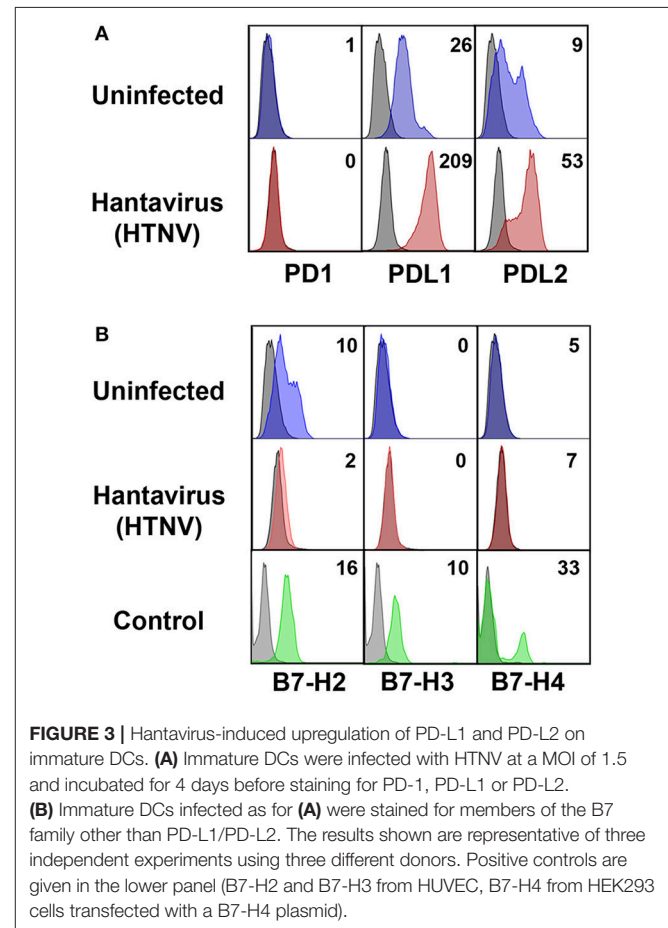 A
Uninfected
1
26
9
Hantavirus
(HTNV)
0
209
53
PD1
PDL1
PDL2
B
Uninfected
10
0
5
Hantavirus
(HTNV)
2
0
7
Control
16
10
33
B7-H2
B7-H3
B7-H4
FIGURE 3 | Hantavirus-induced upregulation of PD-L1 and PD-L2 on
immature DCs. (A) Immature DCs were infected with HTNV at a MOI of 1.5
and incubated for 4 days before staining for PD-1, PD-L1 or PD-L2.
(B) Immature DCs infected as for (A) were stained for members of the B7
family other than PD-L1/PD-L2. The results shown are representative of three
independent experiments using three different donors. Positive controls are
given in the lower panel (B7-H2 and B7-H3 from HUVEC, B7-H4 from HEK293
cells transfected with a B7-H4 plasmid).